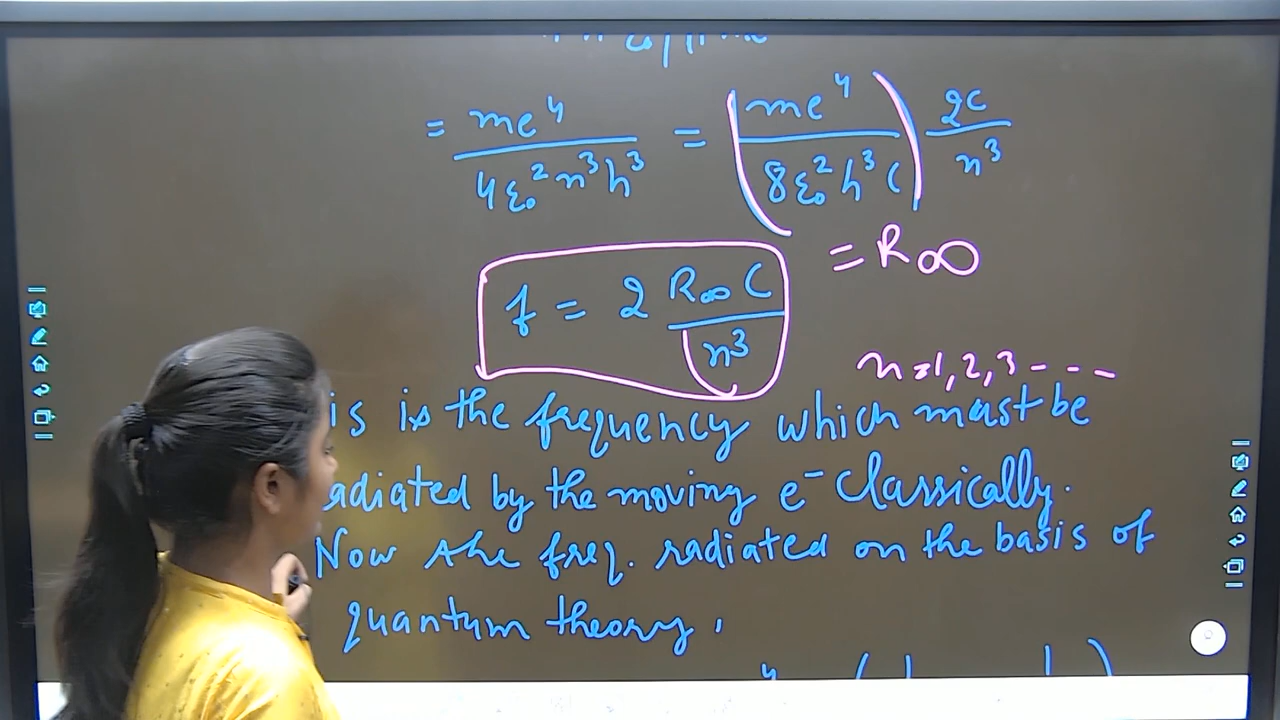 = me⁴/4ε₀²n³h³ = (me⁴/8ε₀²h³c) 2c/n³
= R∞
f = 2 R∞C/n³
n=1,2,3---
is is the frequency which must be
adiated by the moving e⁻ classically.
Now the freq. radiated on the basis of
quantum theory,